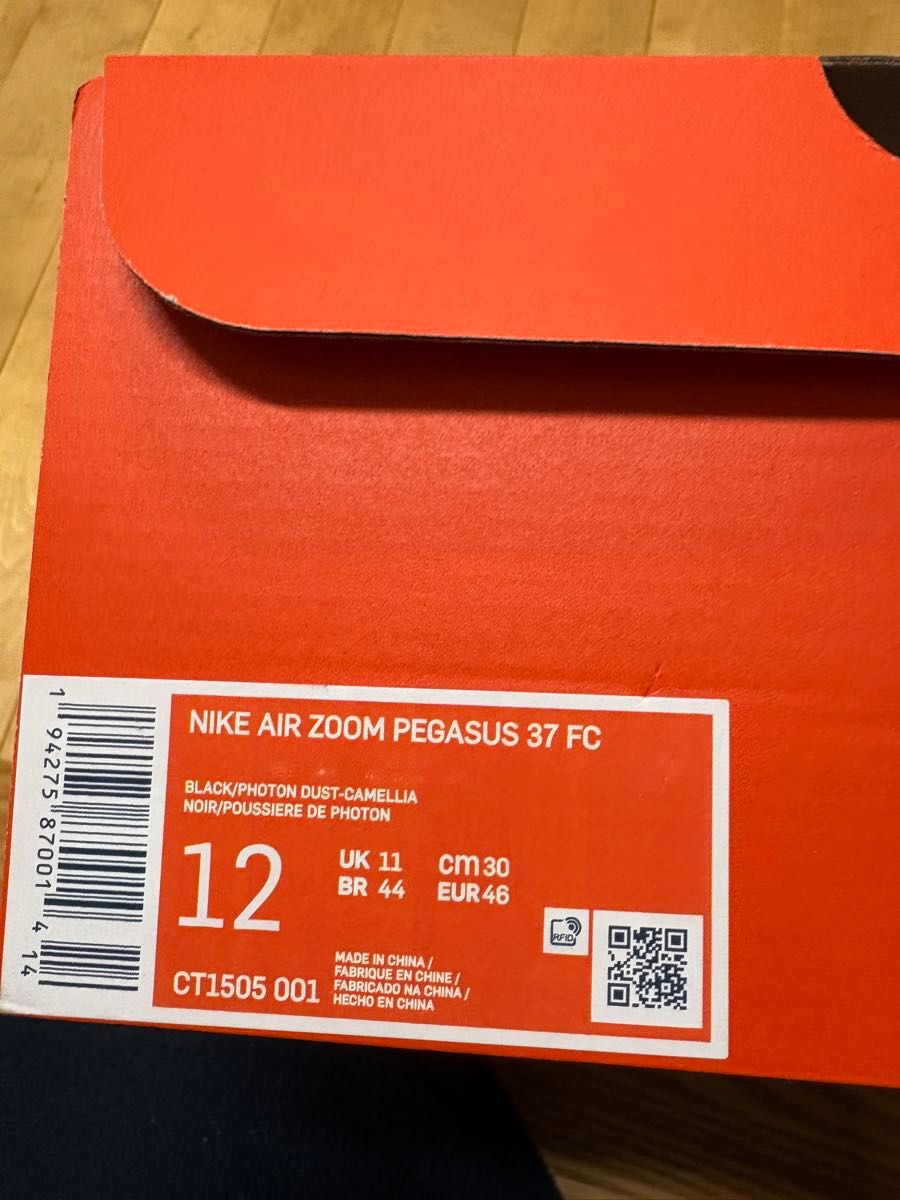 NIKE AIR ZOOM PEGASUS 37 FC
BLACK/PHOTON DUST-CAMELLIA
NOIR/POUSSIERE DE PHOTON
12
UK 11 cm 30
BR 44 EUR 46
RFID
CT1505 001
MADE IN CHINA /
FABRIQUE EN CHINE /
FABRICADO NA CHINA /
HECHO EN CHINA
1 94275 87001 4 14